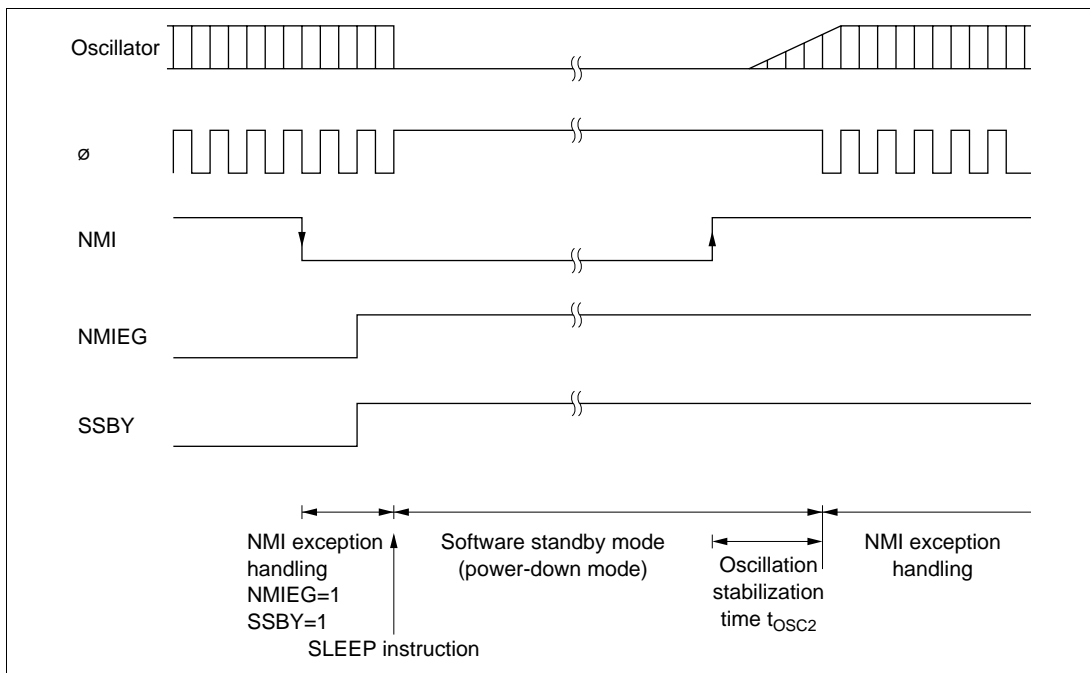 Oscillator
ø
NMI
NMIEG
SSBY
NMI exception
handling
NMIEG=1
SSBY=1
SLEEP instruction
Software standby mode
(power-down mode)
Oscillation
stabilization
time tOSC2
NMI exception
handling